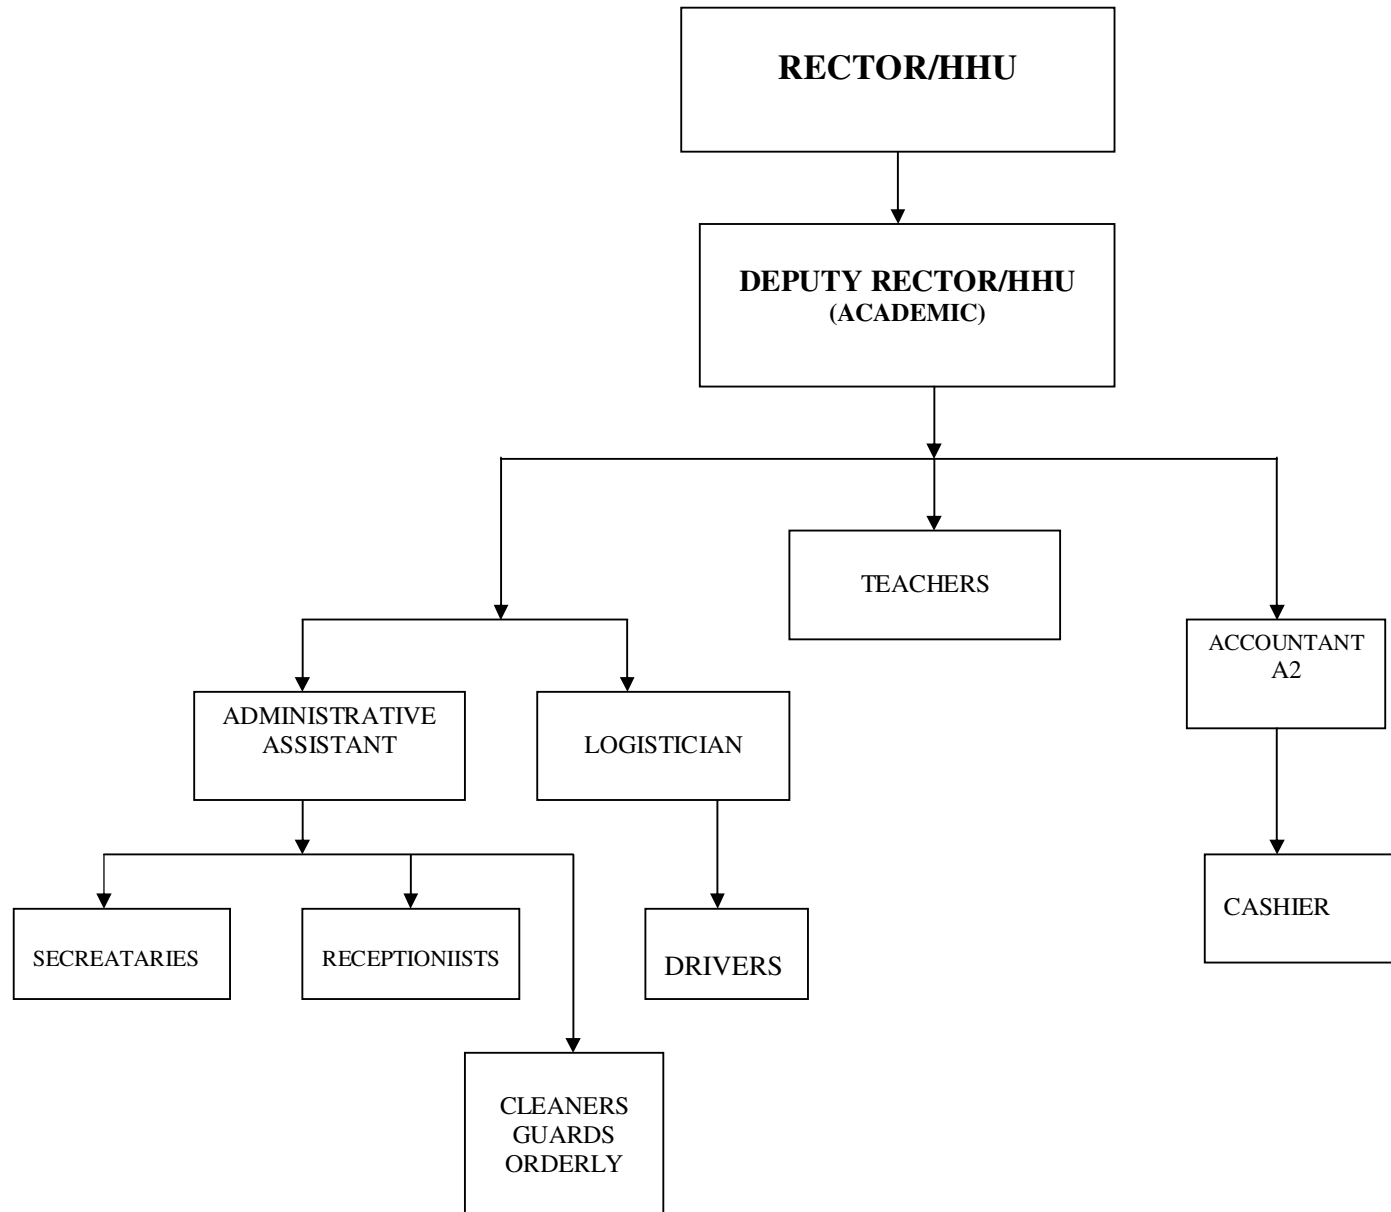 RECTOR/HHU
DEPUTY RECTOR/HHU
(ACADEMIC)
TEACHERS
ACCOUNTANT
A2
ADMINISTRATIVE
ASSISTANT
LOGISTICIAN
SECREATARIES
RECEPTIONIISTS
DRIVERS
CASHIER
CLEANERS
GUARDS
ORDERLY